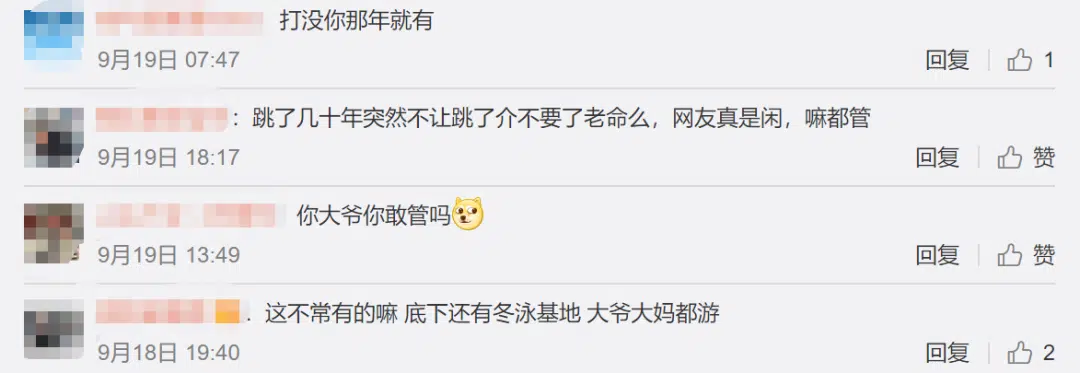 打没你那年就有
9月19日 07:47 回复 1
：跳了几十年突然不让跳了介不要了老命么，网友真是闲，嘛都管
9月19日 18:17 回复 赞
你大爷你敢管吗
9月19日 13:49 回复 赞
这不常有的嘛 底下还有冬泳基地 大爷大妈都游
9月18日 19:40 回复 2